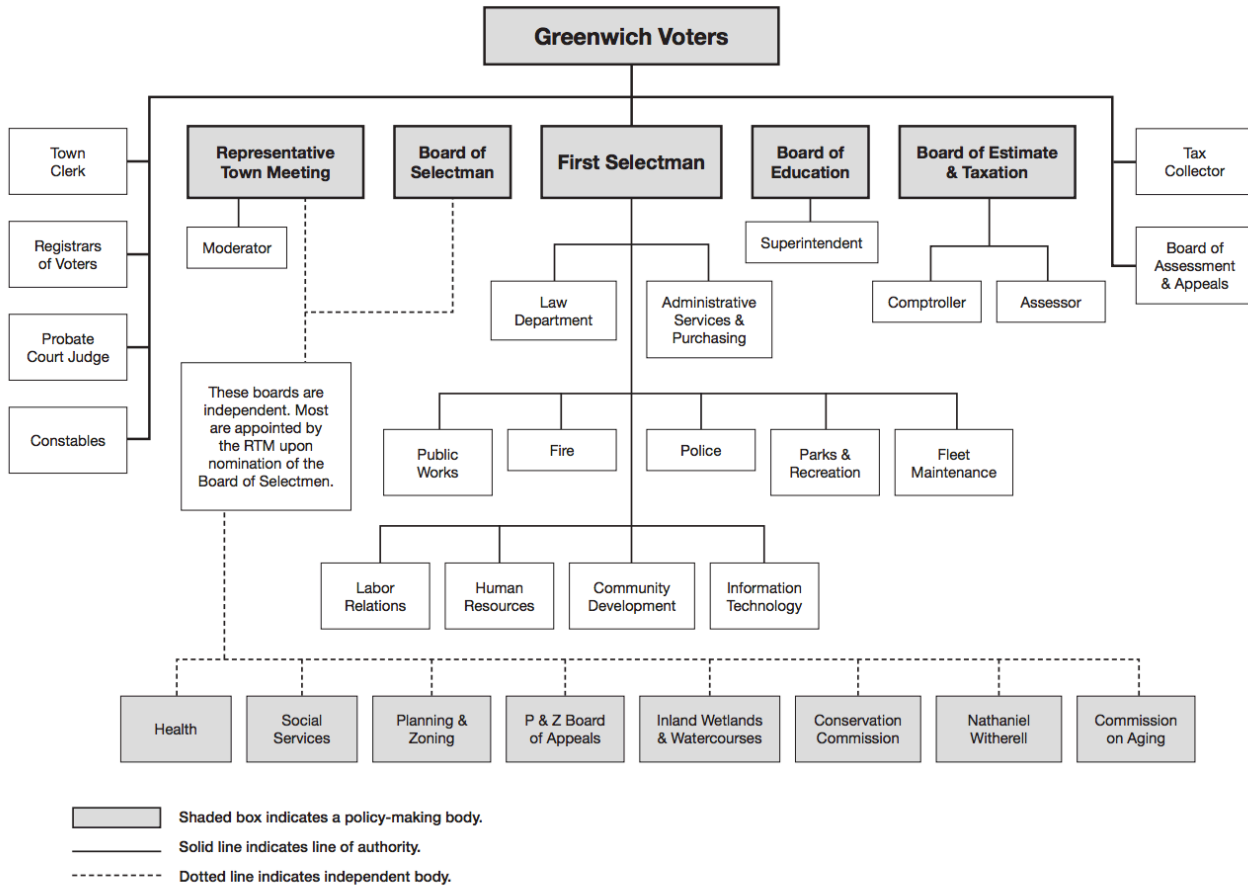 Greenwich Voters
Town
Clerk
Representative
Town Meeting
Board of
Selectman
First Selectman
Board of
Education
Board of Estimate
& Taxation
Tax
Collector
Registrars
of Voters
Moderator
Superintendent
Board of
Assessment
& Appeals
Law
Department
Administrative
Services &
Purchasing
Comptroller
Assessor
Probate
Court Judge
These boards are
independent. Most
are appointed by
the RTM upon
nomination of the
Board of Selectmen.
Constables
Public
Works
Fire
Police
Parks &
Recreation
Fleet
Maintenance
Labor
Relations
Human
Resources
Community
Development
Information
Technology
Health
Social
Services
Planning &
Zoning
P & Z Board
of Appeals
Inland Wetlands
& Watercourses
Conservation
Commission
Nathaniel
Witherell
Commission
on Aging
Shaded box indicates a policy-making body.
Solid line indicates line of authority.
Dotted line indicates independent body.